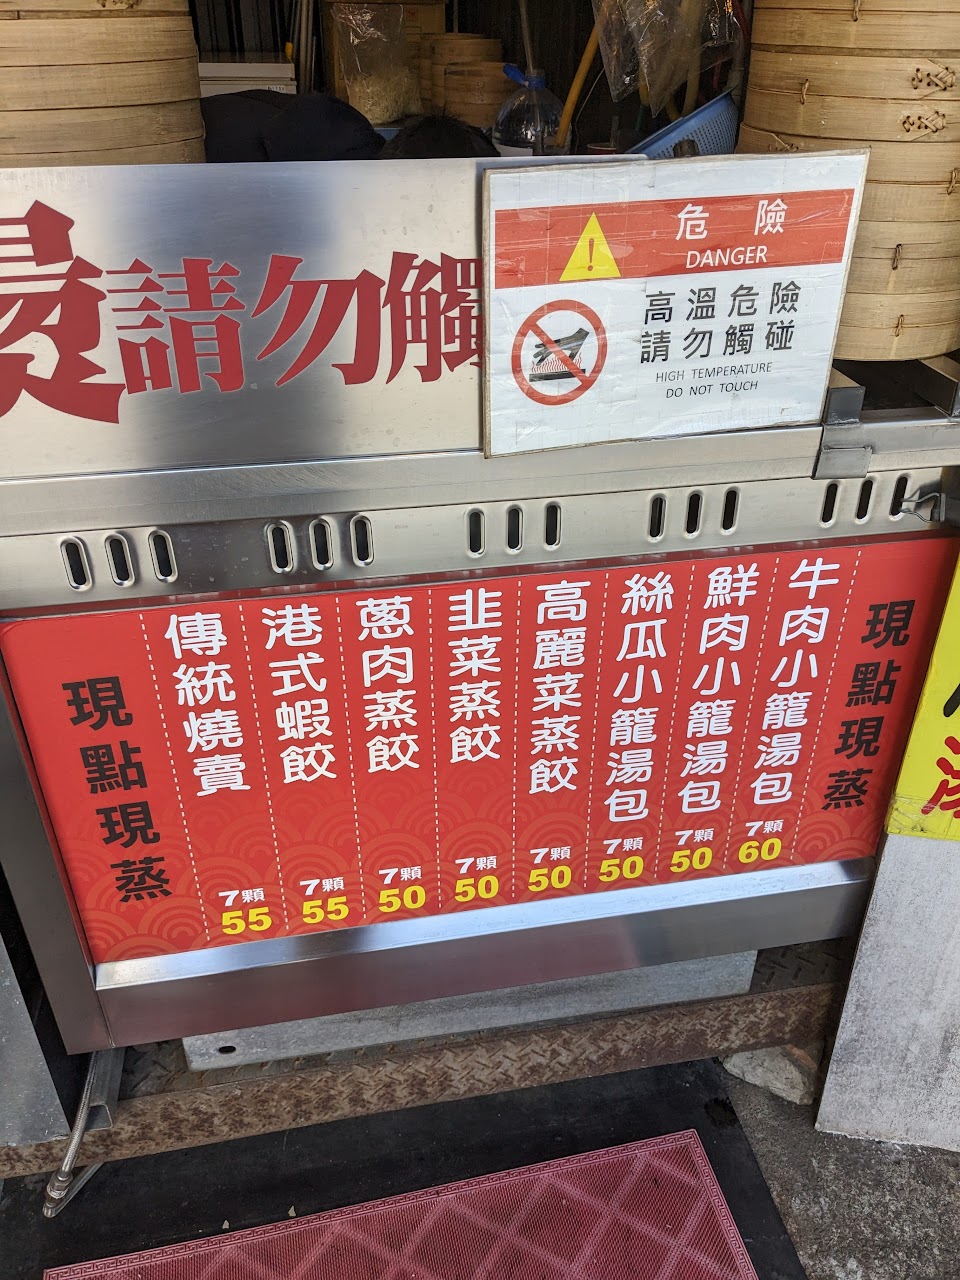 請勿觸
危險
DANGER
高溫危險
請勿觸碰
HIGH TEMPERATURE
DO NOT TOUCH
現點現蒸
牛肉小籠湯包
7顆
60
鮮肉小籠湯包
7顆
50
絲瓜小籠湯包
7顆
50
高麗菜蒸餃
7顆
50
韭菜蒸餃
7顆
50
蔥肉蒸餃
7顆
50
港式蝦餃
7顆
55
傳統燒賣
7顆
55
現點現蒸